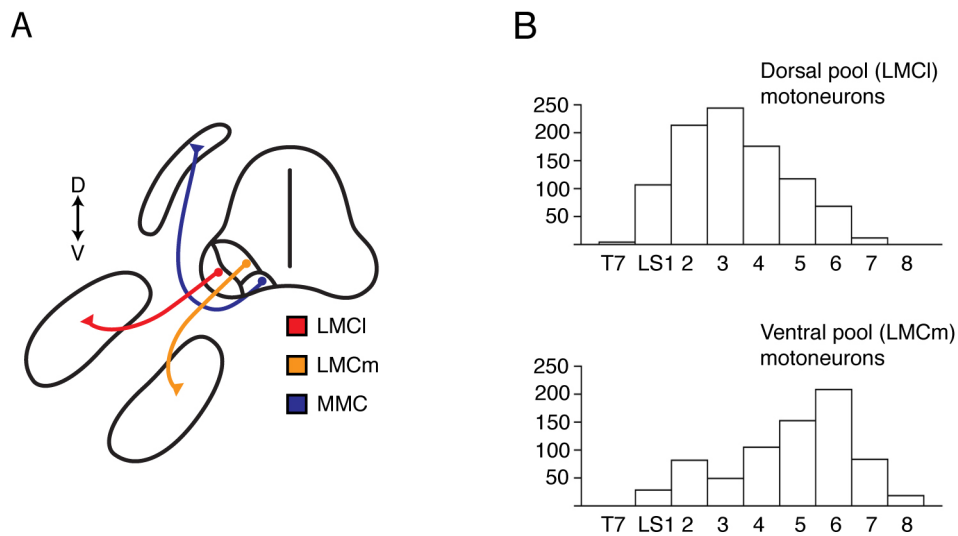 A
D
V
LMCl
LMCm
MMC
B
Dorsal pool (LMCl)
motoneurons
250
200
150
100
50
T7 LS1 2 3 4 5 6 7 8
Ventral pool (LMCm)
motoneurons
250
200
150
100
50
T7 LS1 2 3 4 5 6 7 8